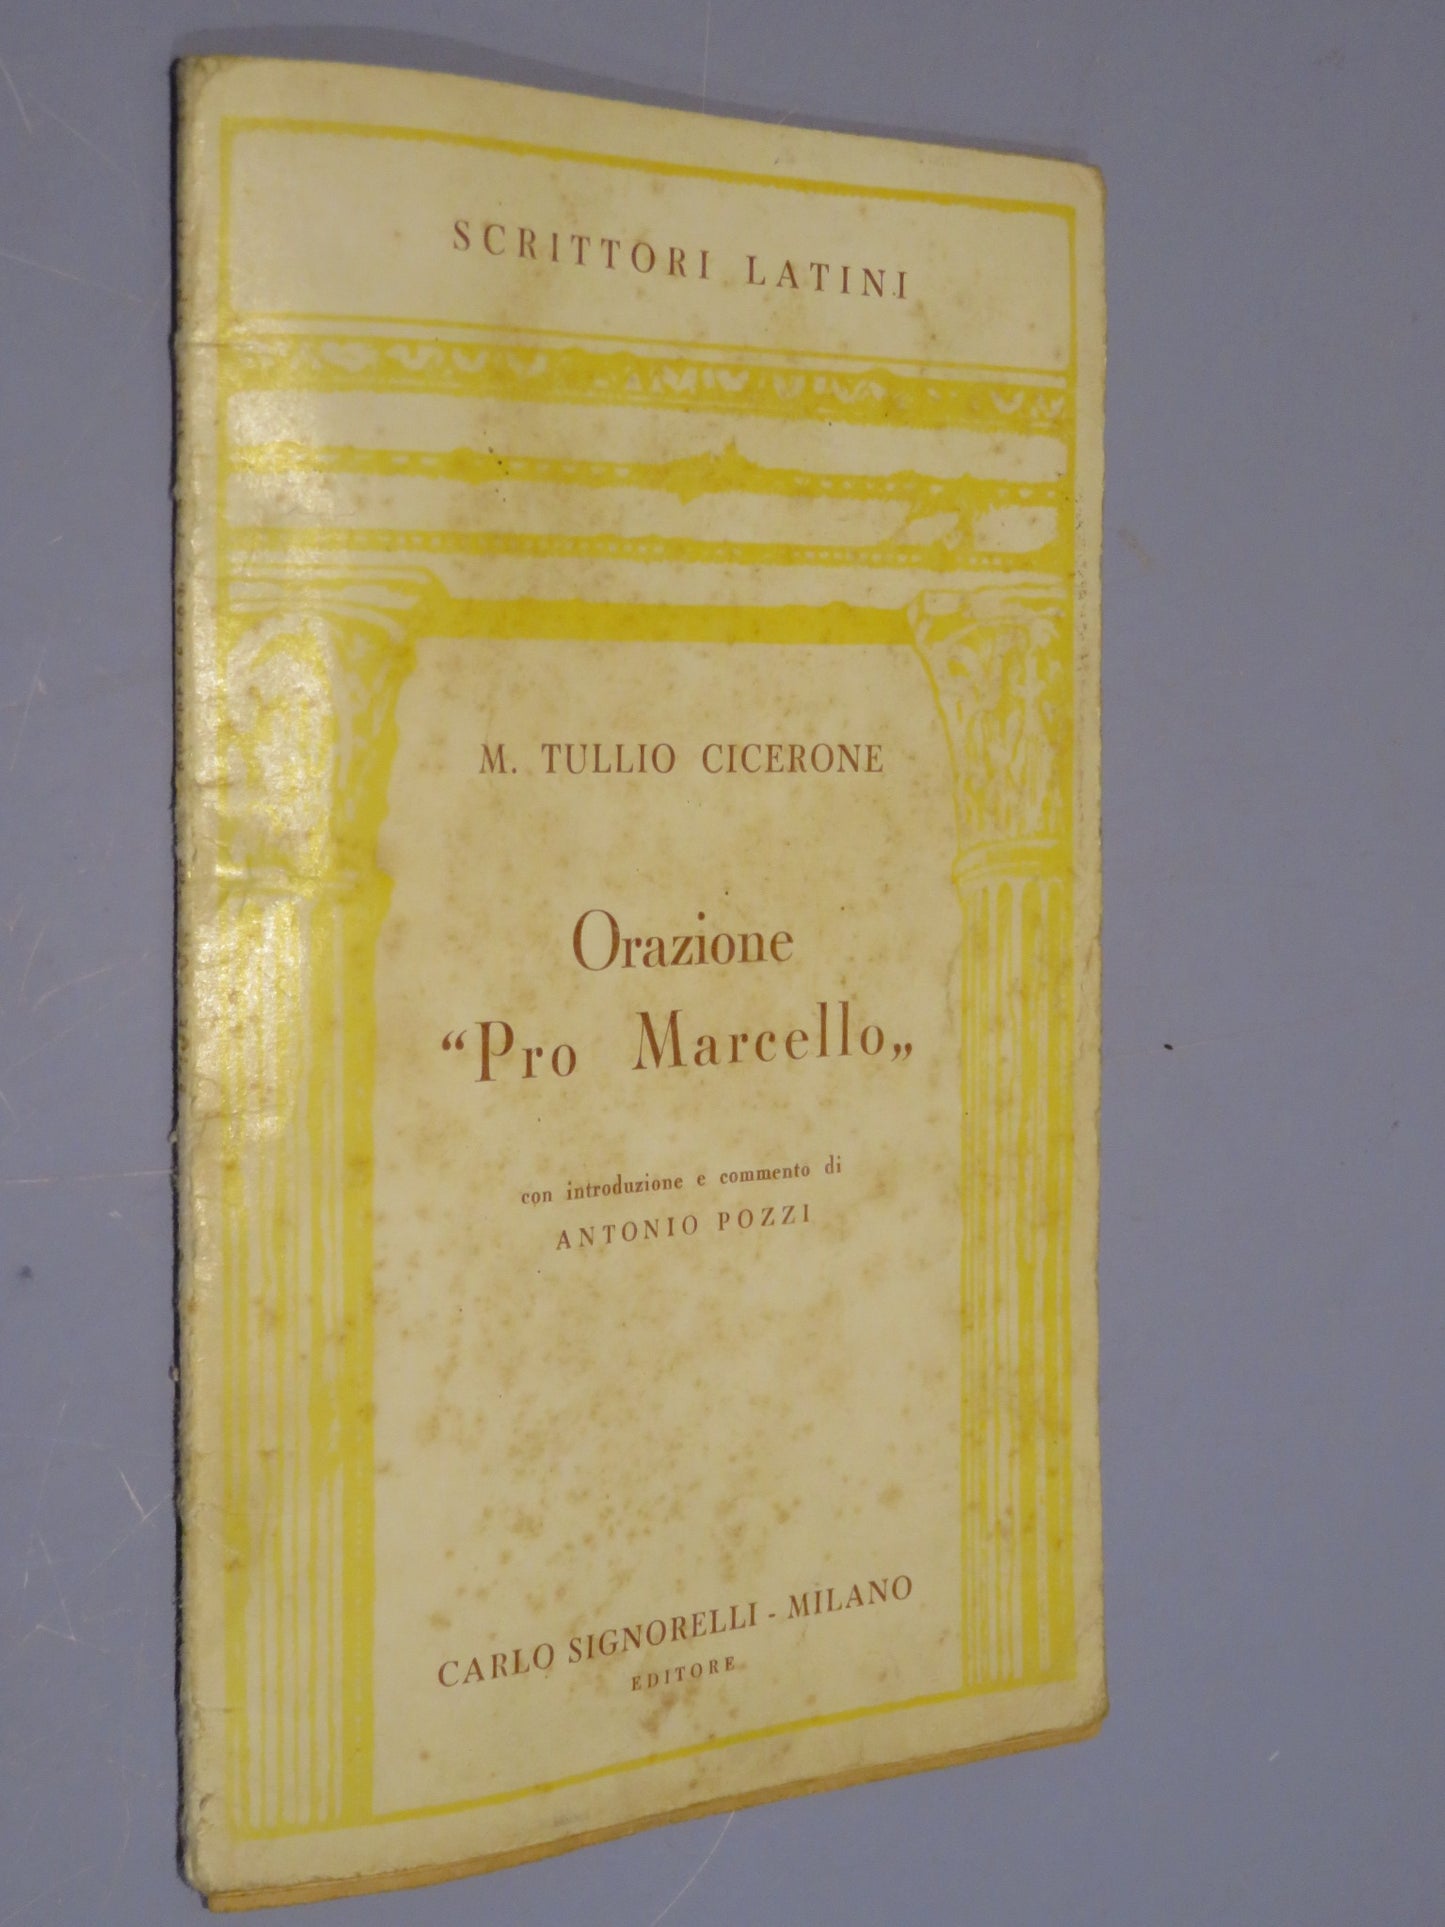 SCRITTORI LATINI
M. TULLIO CICERONE
Orazione
“Pro Marcello„
con introduzione e commento di
ANTONIO POZZI
CARLO SIGNORELLI - MILANO
EDITORE